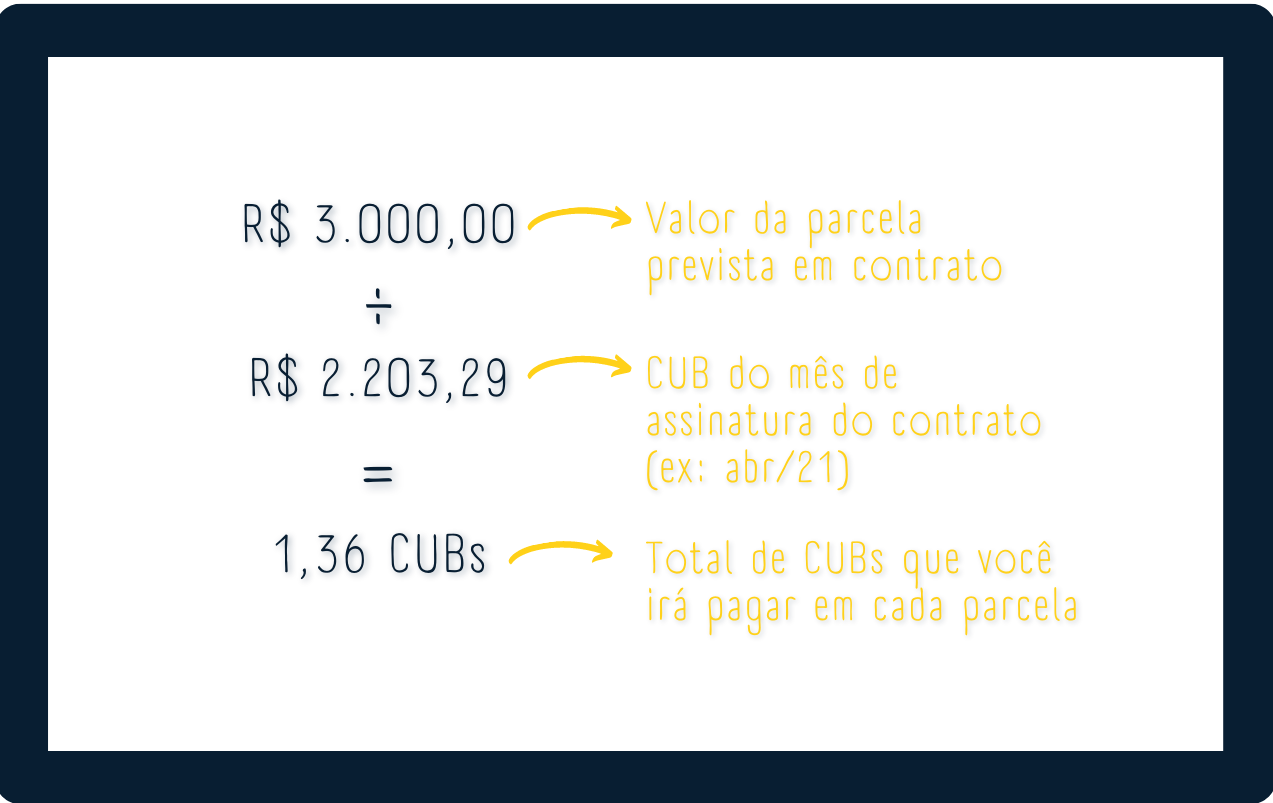 R$ 3.000,00
Valor da parcela
prevista em contrato
÷
R$ 2.203,29
CUB do mês de
assinatura do contrato
(ex: abr/21)
=
1,36 CUBs
Total de CUBs que você
irá pagar em cada parcela